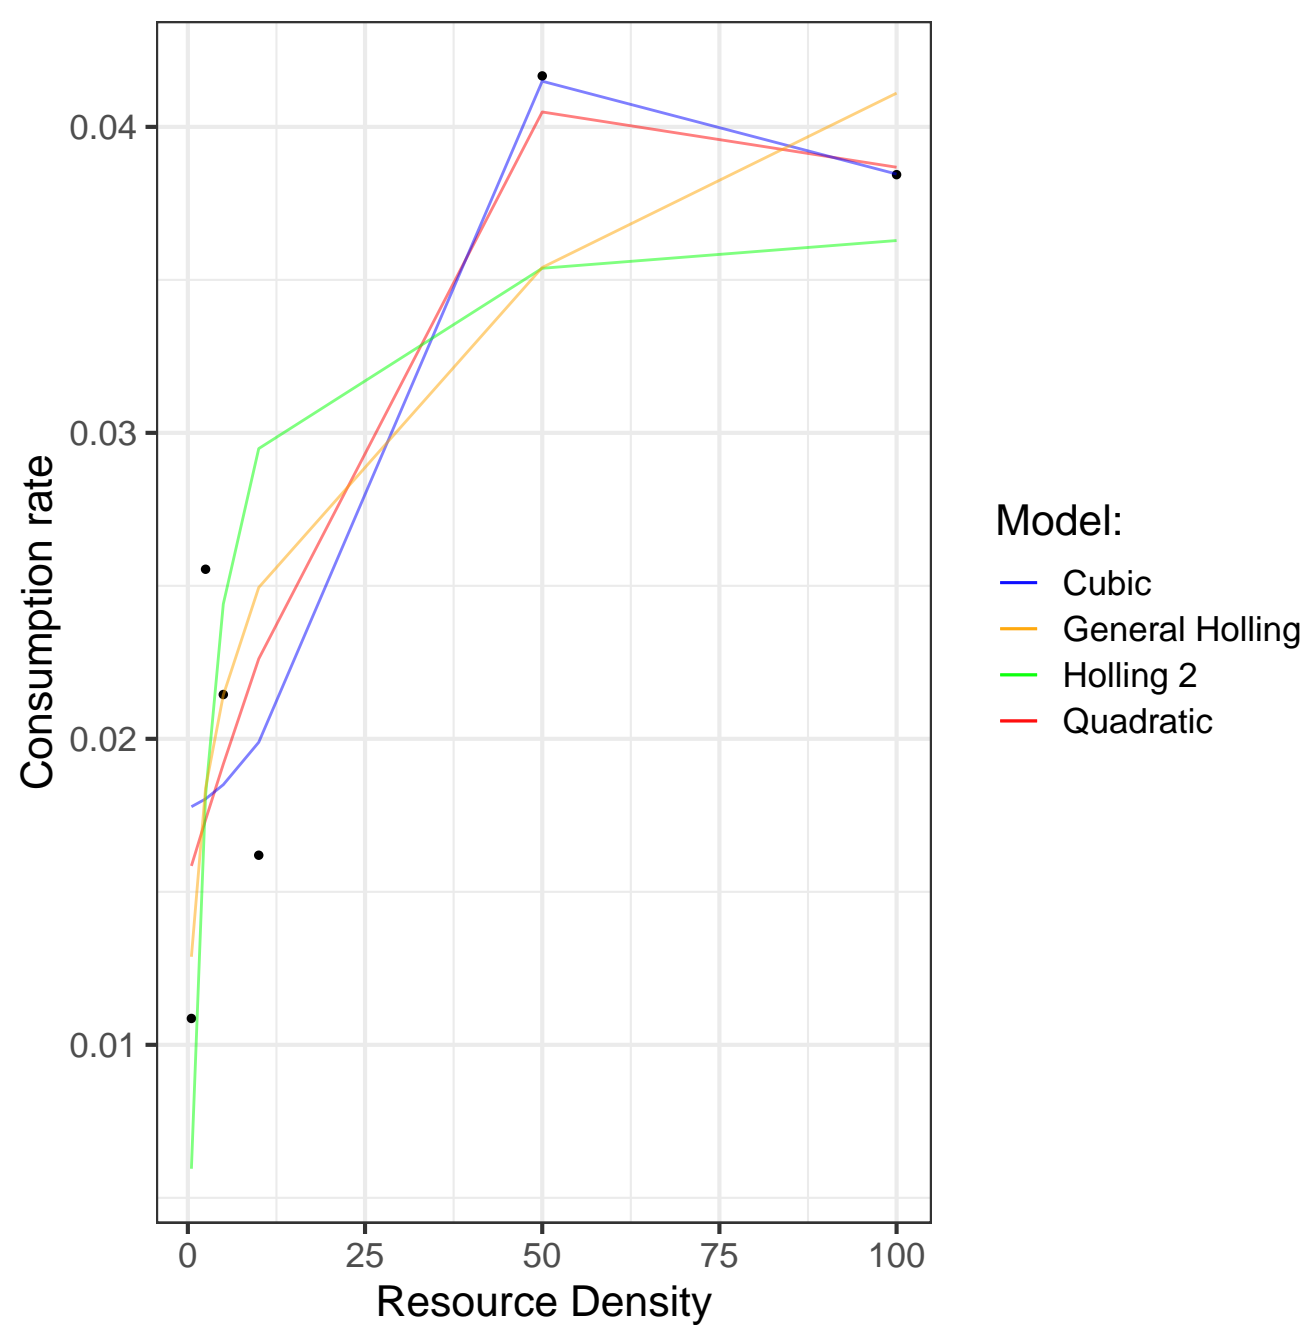 0.04
0.03
0.02
0.01
Consumption rate
0 25 50 75 100
Resource Density
Model:
Cubic
General Holling
Holling 2
Quadratic